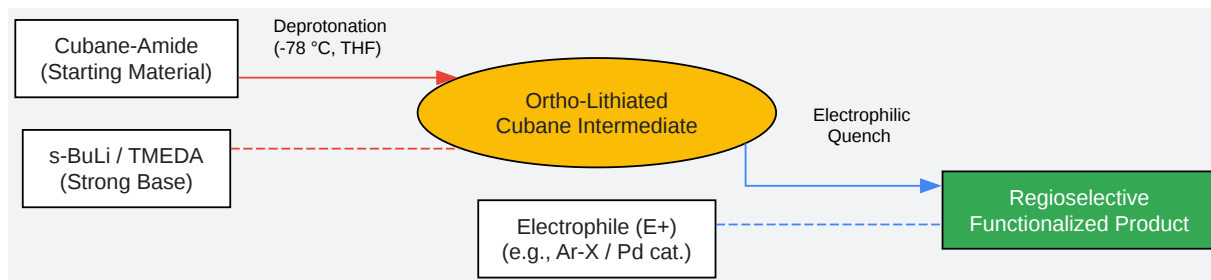 Cubane-Amide
(Starting Material)
Deprotonation
(-78 °C, THF)
s-BuLi / TMEDA
(Strong Base)
Ortho-Lithiated
Cubane Intermediate
Electrophilic
Quench
Electrophile (E+)
(e.g., Ar-X / Pd cat.)
Regioselective
Functionalized Product